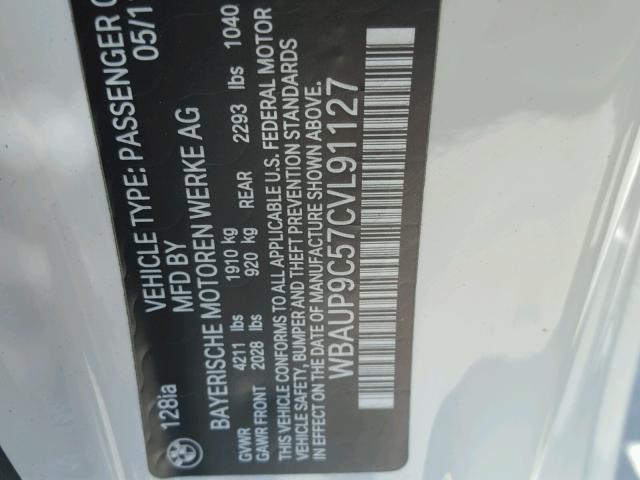 128ia
VEHICLE TYPE: PASSENGER
MFD BY 05/1
BAYERISCHE MOTOREN WERKE AG
GVWR 4211 lbs 1910 kg
GAWR FRONT 2028 lbs 920 kg REAR 2293 lbs 1040
THIS VEHICLE CONFORMS TO ALL APPLICABLE U.S. FEDERAL MOTOR
VEHICLE SAFETY, BUMPER AND THEFT PREVENTION STANDARDS
IN EFFECT ON THE DATE OF MANUFACTURE SHOWN ABOVE.
WBAUP9C57CVL91127